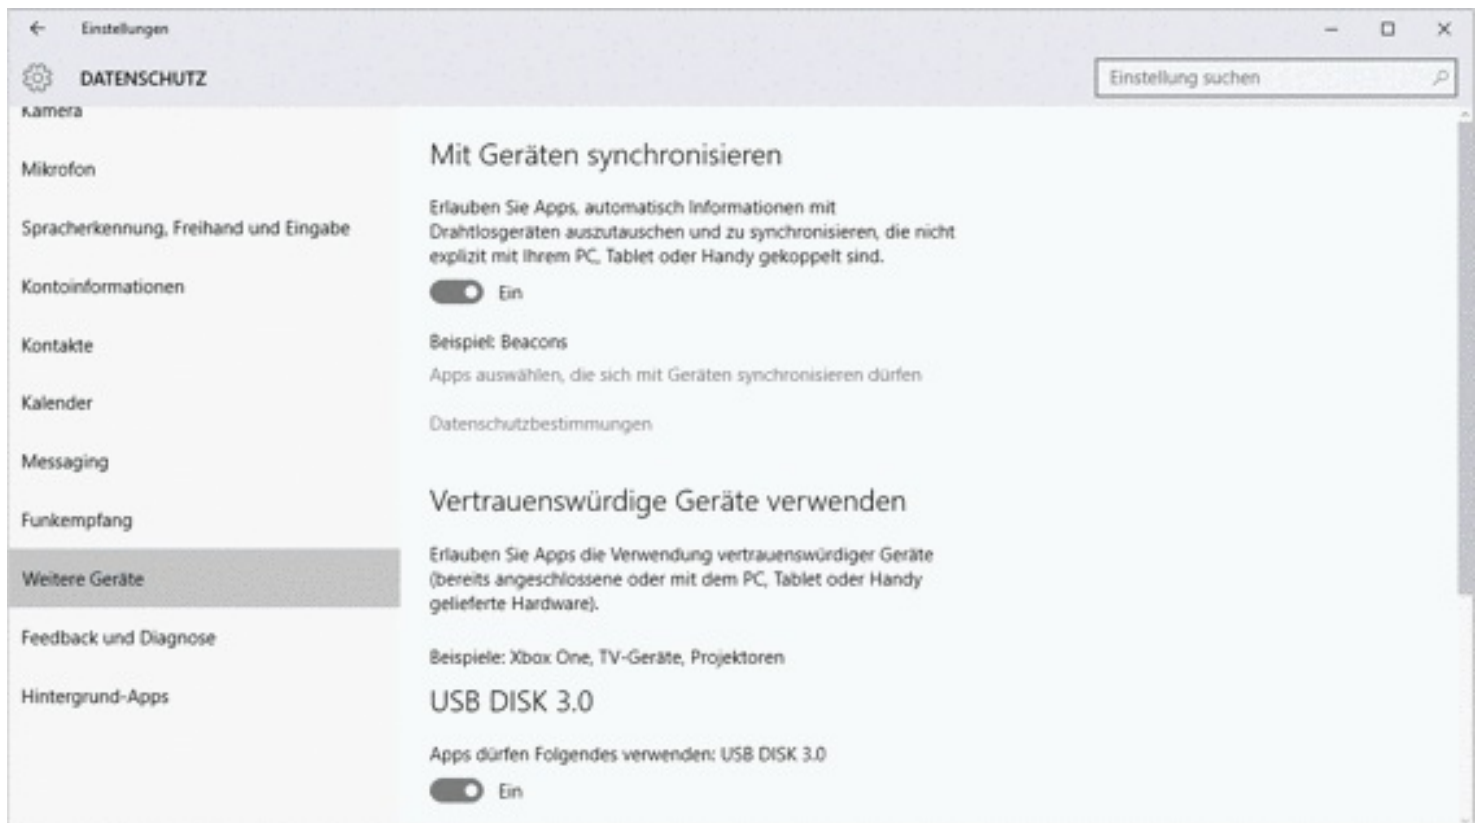 Einstellungen
DATENSCHUTZ
Einstellung suchen
Kamera
Mikrofon
Spracherkennung, Freihand und Eingabe
Kontoinformationen
Kontakte
Kalender
Messaging
Funkempfang
Weitere Geräte
Feedback und Diagnose
Hintergrund-Apps
Mit Geräten synchronisieren
Erlauben Sie Apps, automatisch Informationen mit
Drahtlosgeräten auszutauschen und zu synchronisieren, die nicht
explizit mit Ihrem PC, Tablet oder Handy gekoppelt sind.
Ein
Beispiel: Beacons
Apps auswählen, die sich mit Geräten synchronisieren dürfen
Datenschutzbestimmungen
Vertrauenswürdige Geräte verwenden
Erlauben Sie Apps die Verwendung vertrauenswürdiger Geräte
(bereits angeschlossene oder mit dem PC, Tablet oder Handy
gelieferte Hardware).
Beispiele: Xbox One, TV-Geräte, Projektoren
USB DISK 3.0
Apps dürfen Folgendes verwenden: USB DISK 3.0
Ein